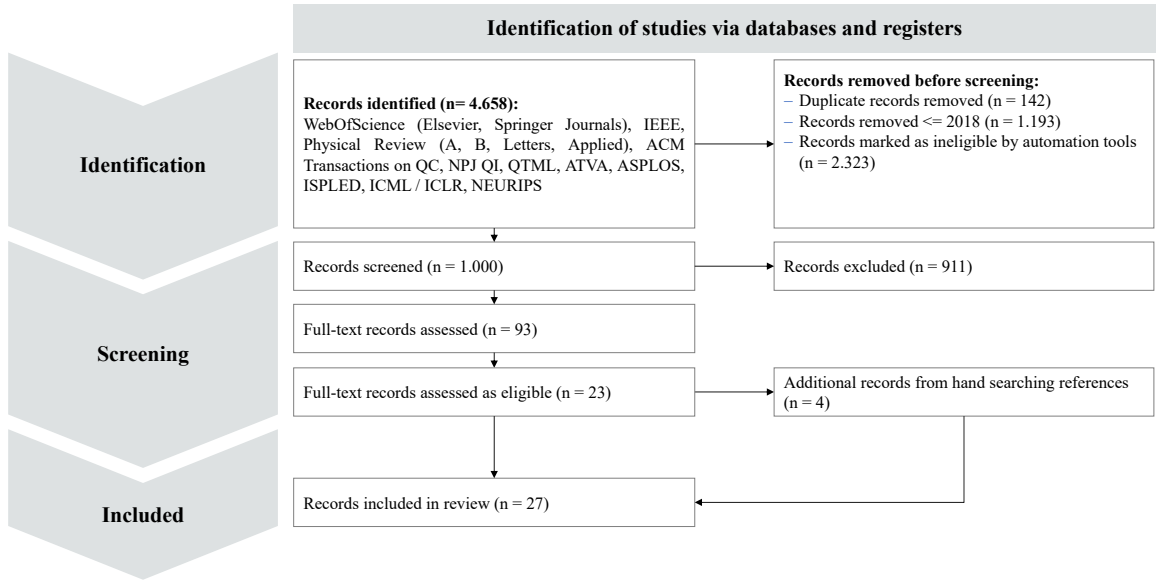 Identification of studies via databases and registers
Identification
Records identified (n= 4.658):
WebOfScience (Elsevier, Springer Journals), IEEE,
Physical Review (A, B, Letters, Applied), ACM
Transactions on QC, NPJ QI, QTML, ATVA, ASPLOS,
ISPLED, ICML / ICLR, NEURIPS
Records removed before screening:
– Duplicate records removed (n = 142)
– Records removed <= 2018 (n = 1.193)
– Records marked as ineligible by automation tools
(n = 2.323)
Screening
Records screened (n = 1.000)
Records excluded (n = 911)
Full-text records assessed (n = 93)
Full-text records assessed as eligible (n = 23)
Additional records from hand searching references
(n = 4)
Included
Records included in review (n = 27)